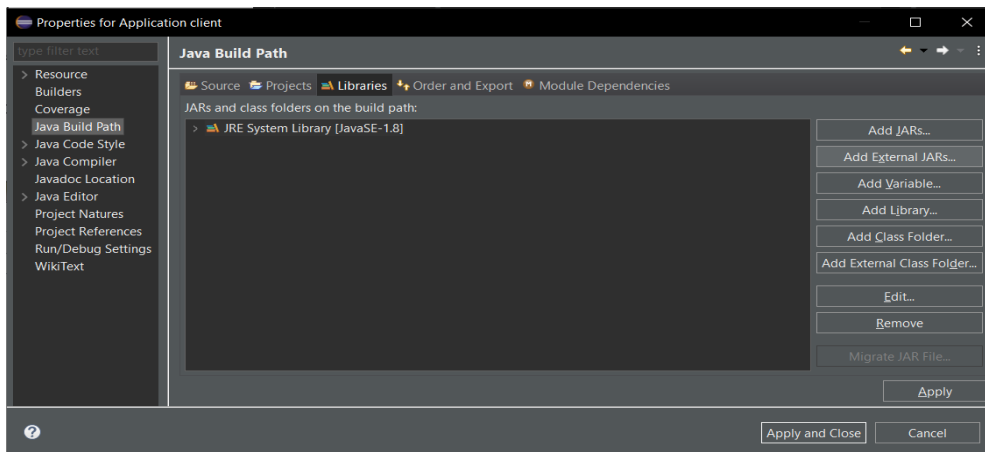 Properties for Application client
type filter text
Resource
Builders
Coverage
Java Build Path
Java Code Style
Java Compiler
Javadoc Location
Java Editor
Project Natures
Project References
Run/Debug Settings
WikiText
Java Build Path
Source Projects Libraries Order and Export Module Dependencies
JARs and class folders on the build path:
JRE System Library [JavaSE-1.8]
Add JARs...
Add External JARs...
Add Variable...
Add Library...
Add Class Folder...
Add External Class Folder...
Edit...
Remove
Migrate JAR File...
Apply
Apply and Close
Cancel